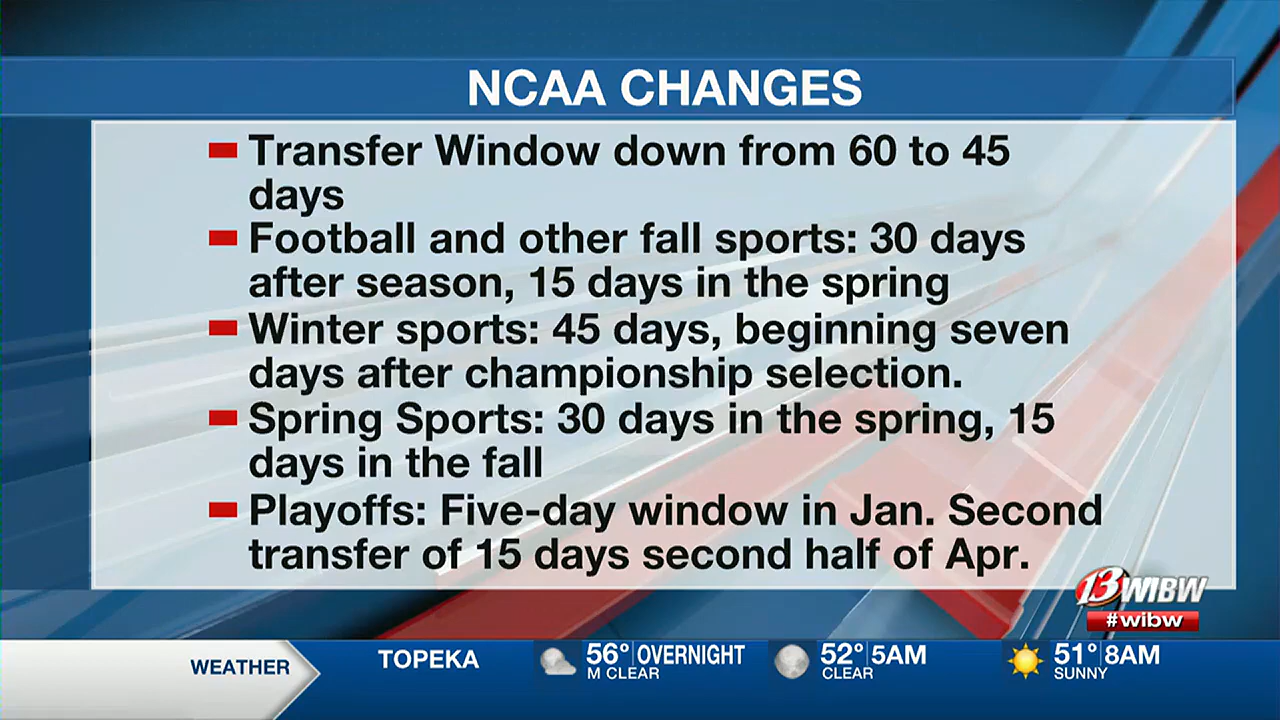 NCAA CHANGES
Transfer Window down from 60 to 45
days
Football and other fall sports: 30 days
after season, 15 days in the spring
Winter sports: 45 days, beginning seven
days after championship selection.
Spring Sports: 30 days in the spring, 15
days in the fall
Playoffs: Five-day window in Jan. Second
transfer of 15 days second half of Apr.
13 WIBW
#wibw
WEATHER
TOPEKA
56° OVERNIGHT
M CLEAR
52° 5AM
CLEAR
51° 8AM
SUNNY